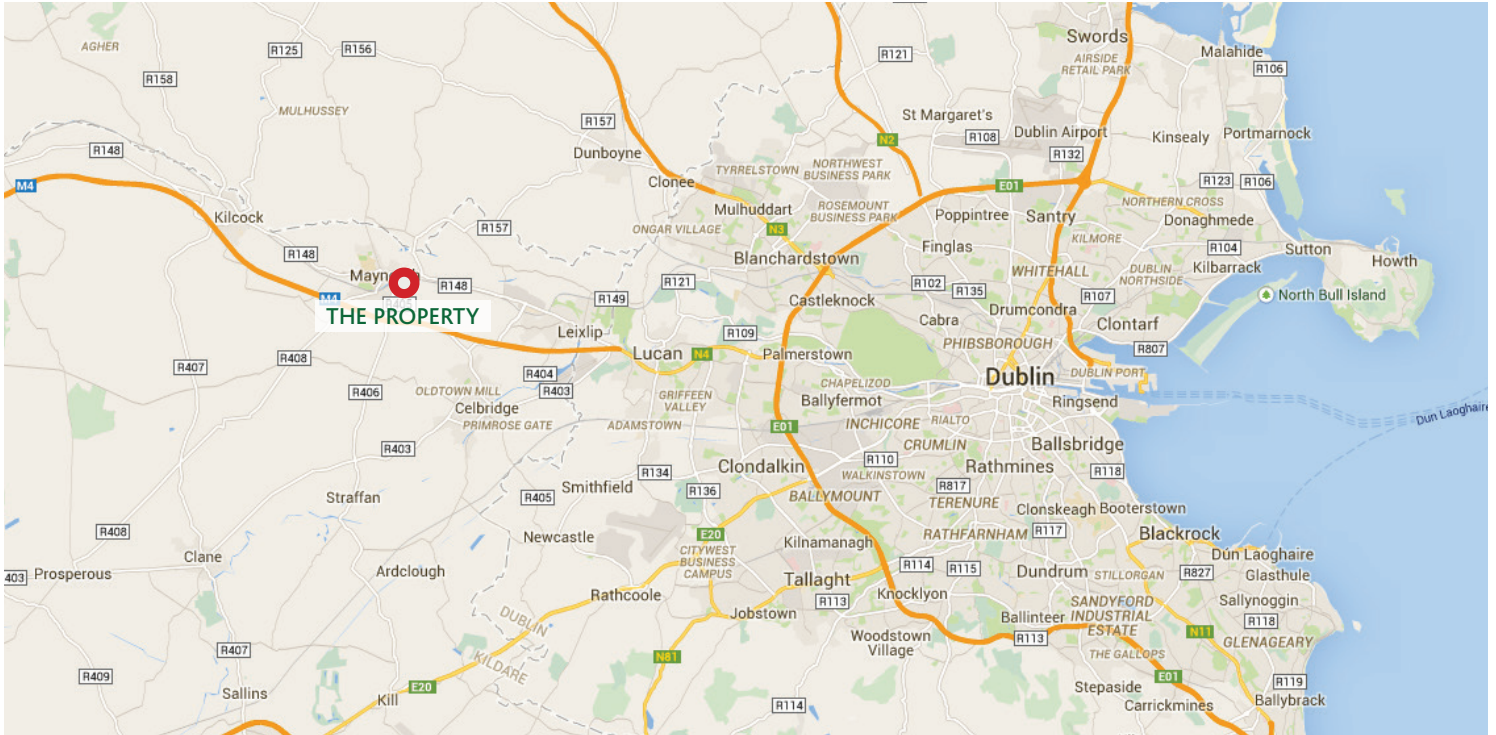 Swords
AGHER
R125
R156
R121
Malahide
AIRSIDE
RETAIL PARK
R106
R158
MULHUSSEY
R157
St Margaret's
R108
Dublin Airport
Kinsealy
Portmarnock
N2
R148
Dunboyne
R132
TYRRELSTOWN
NORTHWEST
BUSINESS PARK
M4
Clonee
E01
R123
R106
Kilcock
Mulhuddart
ROSEMOUNT
BUSINESS PARK
Poppintree
Santry
NORTHERN CROSS
Donaghmede
R157
ONGAR VILLAGE
N3
KILMORE
R148
Blanchardstown
Finglas
R104
Sutton
Howth
WHITEHALL
DUBLIN
NORTHSIDE
Kilbarrack
R148
R121
R102
R135
R107
North Bull Island
M4
R149
Castleknock
Drumcondra
THE PROPERTY
Cabra
Clontarf
Leixlip
R109
PHIBSBOROUGH
R807
Lucan
N4
Palmerstown
R408
R407
R404
Dublin
DUBLIN PORT
R406
OLDTOWN MILL
R403
CHAPELIZOD
Ballyfermot
GRIFFEEN
VALLEY
Ringsend
Celbridge
PRIMROSE GATE
ADAMSTOWN
E01
INCHICORE
RIALTO
Dun Laoghaire
CRUMLIN
Ballsbridge
R403
R110
Clondalkin
Rathmines
R118
R134
WALKINSTOWN
Straffan
R405
Smithfield
R136
BALLYMOUNT
R817
TERENURE
Clonskeagh
Booterstown
R408
E20
RATHFARNHAM
R117
Blackrock
Newcastle
Kilnamanagh
Clane
CITYWEST
BUSINESS
CAMPUS
Dún Laoghaire
403
Prosperous
Ardclough
R114
R115
Dundrum
STILLORGAN
R827
Glasthule
Tallaght
Rathcoole
R113
Knocklyon
Sallynoggin
Jobstown
SANDYFORD
INDUSTRIAL
ESTATE
Ballinteer
R118
DUBLIN
R113
N11
GLENAGEARY
Woodstown
Village
R407
N81
THE GALLOPS
KILDARE
R409
E01
R119
Sallins
Kill
E20
Stepaside
R114
Carrickmines
Ballybrack